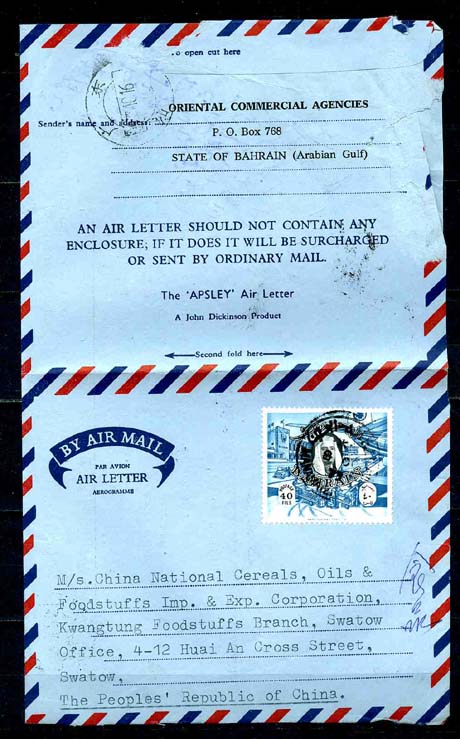 To open cut here
Sender's name and address:
ORIENTAL COMMERCIAL AGENCIES
P. O. Box 768
STATE OF BAHRAIN (Arabian Gulf)
AN AIR LETTER SHOULD NOT CONTAIN ANY
ENCLOSURE; IF IT DOES IT WILL BE SURCHARGED
OR SENT BY ORDINARY MAIL.
The 'APSLEY' Air Letter
A John Dickinson Product
Second fold here
BY AIR MAIL
PAR AVION
AIR LETTER
AEROGRAMME
POSTAGE
40
FILS
٤٠
M/s.China National Cereals, Oils &
Foodstuffs Imp. & Exp. Corporation,
Kwangtung Foodstuffs Branch, Swatow
Office, 4-12 Huai An Cross Street,
Swatow,
The Peoples' Republic of China.